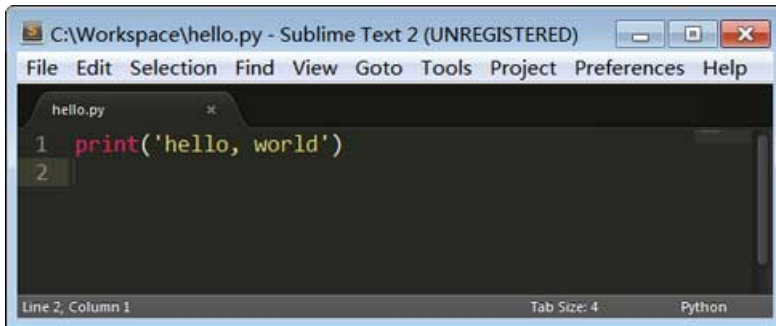 C:\Workspace\hello.py - Sublime Text 2 (UNREGISTERED)
File Edit Selection Find View Goto Tools Project Preferences Help
hello.py
1 print('hello, world')
2
Line 2, Column 1 Tab Size: 4 Python